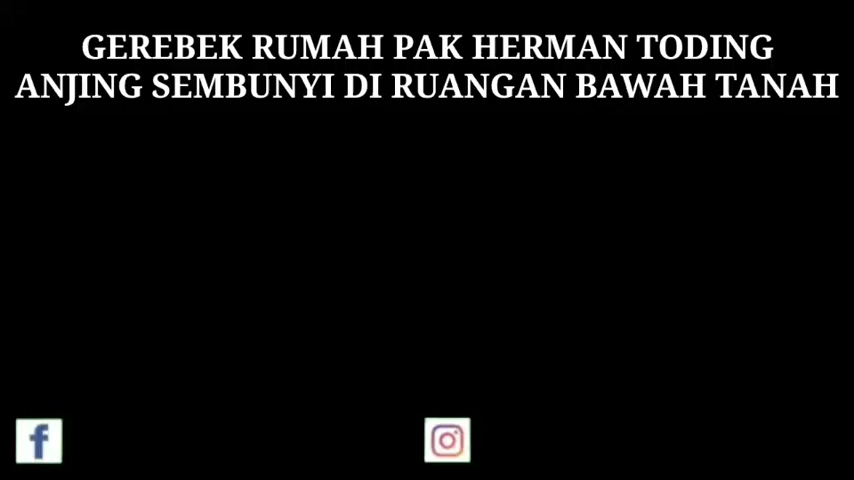 GEREBEK RUMAH PAK HERMAN TODING
ANJING SEMBUNYI DI RUANGAN BAWAH TANAH